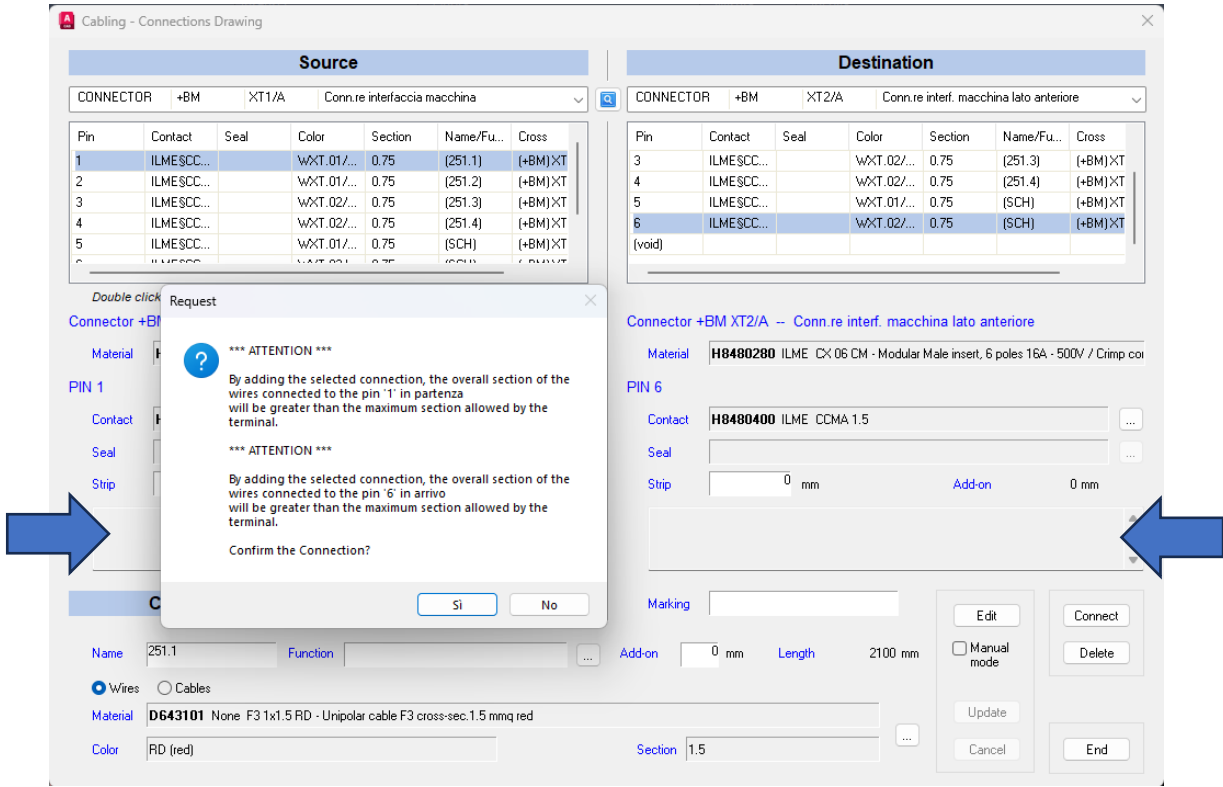 Cabling - Connections Drawing
Source
Destination
CONNECTOR +BM XT1/A Conn.re interfaccia macchina
CONNECTOR +BM XT2/A Conn.re interf. macchina lato anteriore
Pin Contact Seal Color Section Name/Fu... Cross
1 ILME§CC... WXT.01/... 0.75 (251.1) (+BM)XT
2 ILME§CC... WXT.01/... 0.75 (251.2) (+BM)XT
3 ILME§CC... WXT.02/... 0.75 (251.3) (+BM)XT
4 ILME§CC... WXT.02/... 0.75 (251.4) (+BM)XT
5 ILME§CC... WXT.01/... 0.75 (SCH) (+BM)XT
Pin Contact Seal Color Section Name/Fu... Cross
3 ILME§CC... WXT.02/... 0.75 (251.3) (+BM)XT
4 ILME§CC... WXT.02/... 0.75 (251.4) (+BM)XT
5 ILME§CC... WXT.01/... 0.75 (SCH) (+BM)XT
6 ILME§CC... WXT.02/... 0.75 (SCH) (+BM)XT
(void)
Double click
Connector +BM
Material
PIN 1
Contact
Seal
Strip
Request
*** ATTENTION ***
By adding the selected connection, the overall section of the
wires connected to the pin '1' in partenza
will be greater than the maximum section allowed by the
terminal.
*** ATTENTION ***
By adding the selected connection, the overall section of the
wires connected to the pin '6' in arrivo
will be greater than the maximum section allowed by the
terminal.
Confirm the Connection?
Sì No
Connector +BM XT2/A -- Conn.re interf. macchina lato anteriore
Material H8480280 ILME CX 06 CM - Modular Male insert, 6 poles 16A - 500V / Crimp
PIN 6
Contact H8480400 ILME CCMA 1.5 ...
Seal ...
Strip 0 mm Add-on 0 mm
Marking
Name 251.1 Function ... Add-on 0 mm Length 2100 mm
Wires Cables
Material D643101 None F3 1x1.5 RD - Unipolar cable F3 cross-sec.1.5 mmq red
...
Color RD (red) Section 1.5
Edit
Manual
mode
Update
Cancel
Connect
Delete
End